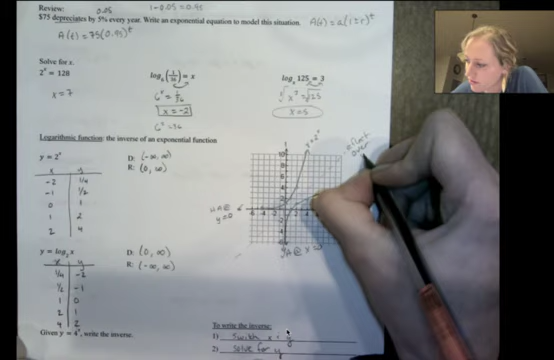 Review:
0.05 1-0.05=0.95
$75 depreciates by 5% every year. Write an exponential equation to model this situation. A(t) = a(1±r)^t
A(t) = 75(0.95)^t
Solve for x.
2^x = 128 log₆(1/36) = x logₓ 125 = 3
x = 7 6^x = 1/36 ∛x³ = ∛125
x = -2 x = 5
6^x = 36
Logarithmic function: the inverse of an exponential function
y = 2^x D: (-∞, ∞)
x y R: (0, ∞)
-2 1/4
-1 1/2
0 1
1 2
2 4
y = 2^x
reflect
over
HA @
y=0
VA @ x=0
y = log₂x D: (0, ∞)
x y R: (-∞, ∞)
1/4 -2
1/2 -1
1 0
2 1
4 2
To write the inverse:
1) switch x & y
2) solve for y
Given y = 4^x, write the inverse.